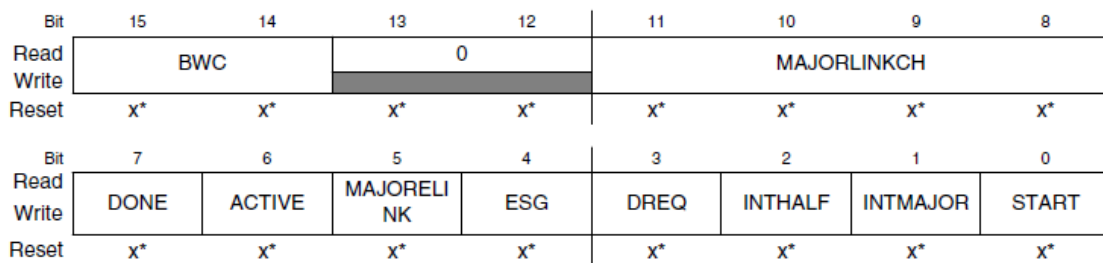 Bit 15 14 13 12 11 10 9 8
Read BWC 0 MAJORLINKCH
Write
Reset x* x* x* x* x* x* x* x*
Bit 7 6 5 4 3 2 1 0
Read
Write DONE ACTIVE MAJORELI
NK ESG DREQ INTHALF INTMAJOR START
Reset x* x* x* x* x* x* x* x*